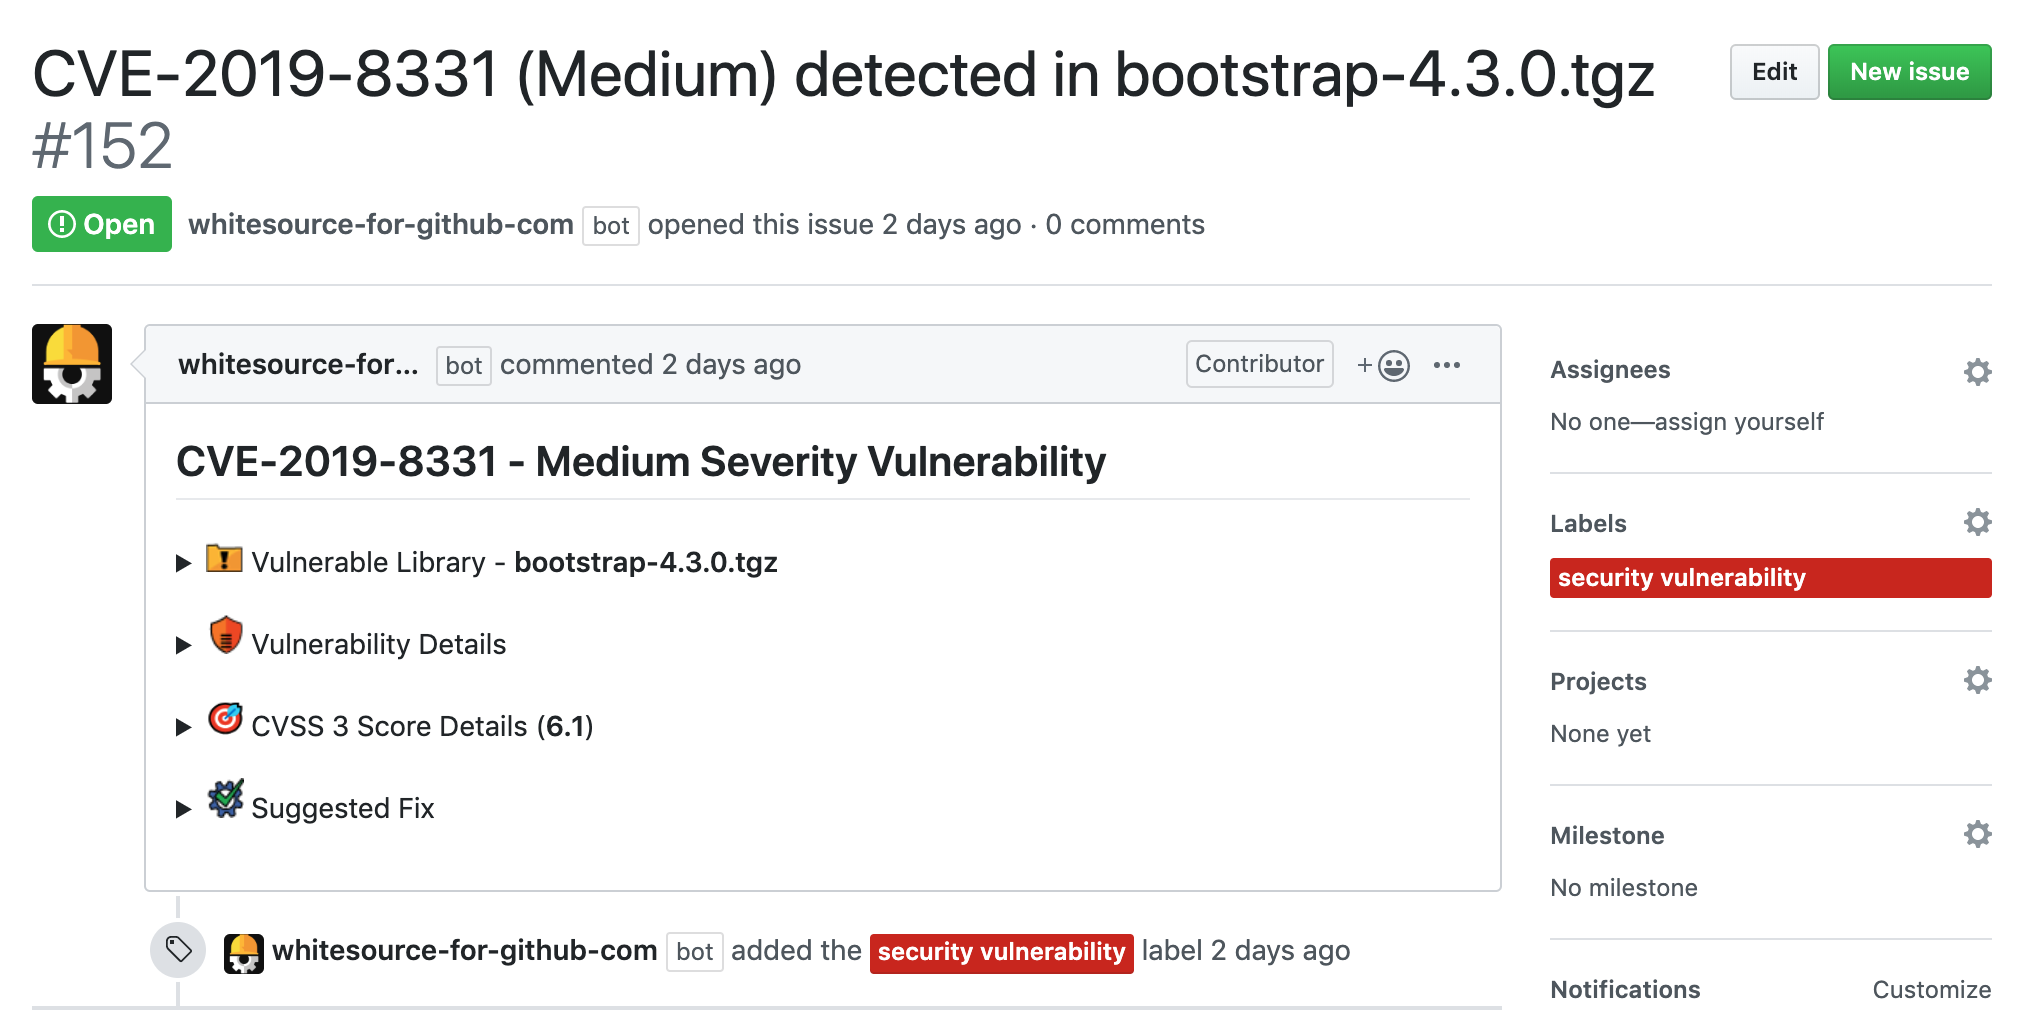 CVE-2019-8331 (Medium) detected in bootstrap-4.3.0.tgz
#152
Edit
New issue
Open
whitesource-for-github-com bot opened this issue 2 days ago · 0 comments
whitesource-for... bot commented 2 days ago
Contributor
CVE-2019-8331 - Medium Severity Vulnerability
Vulnerable Library - bootstrap-4.3.0.tgz
Vulnerability Details
CVSS 3 Score Details (6.1)
Suggested Fix
whitesource-for-github-com bot added the security vulnerability label 2 days ago
Assignees
No one—assign yourself
Labels
security vulnerability
Projects
None yet
Milestone
No milestone
Notifications
Customize